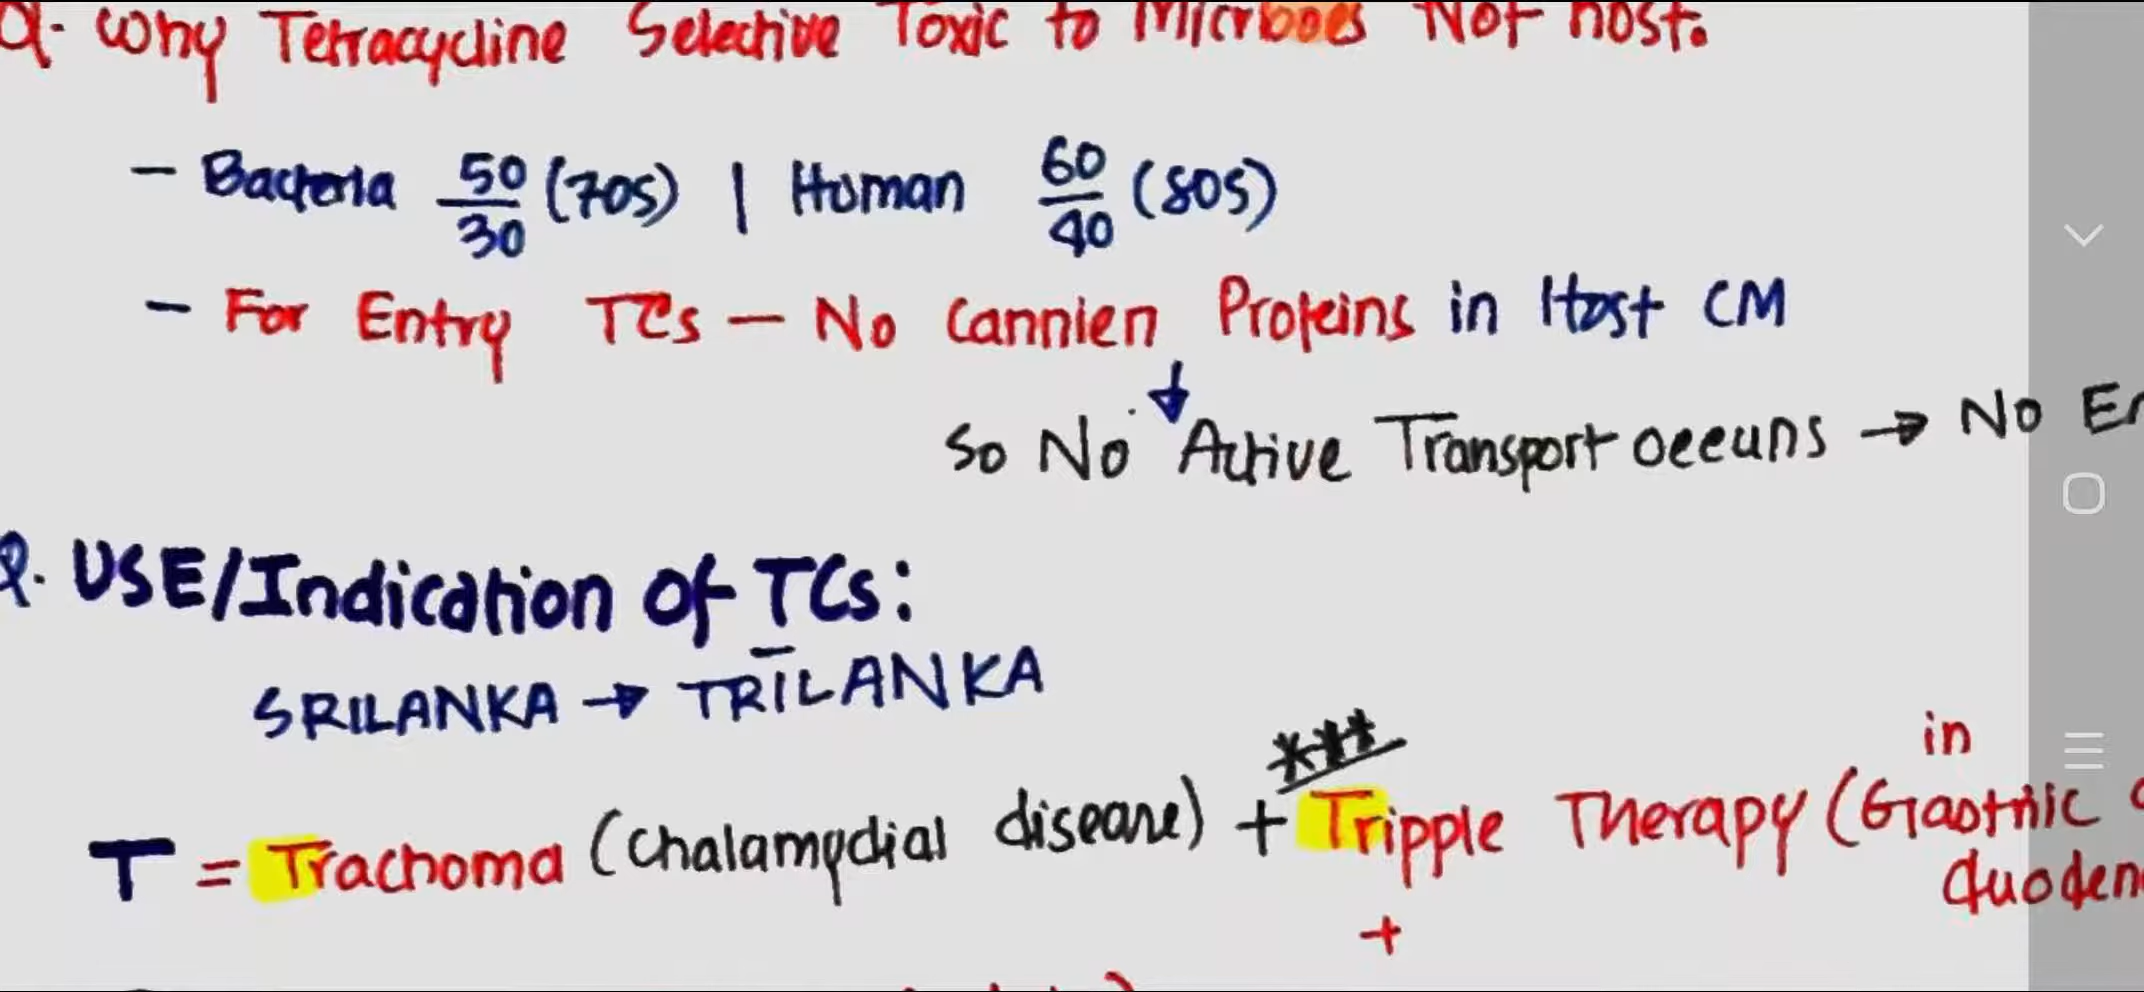 Q. Why Tetracycline Selective Toxic to Microbes Not host.
- Bacteria 50/30 (70S) | Human 60/40 (80S)
- For Entry TCs - No Carrier Proteins in Host CM
↓
So No Active Transport occurs → No
Q. USE/Indication of TCs:
SRILANKA → TRILANKA
***
T = Trachoma (Chalamydial disease) + Tripple Therapy (in Gastric
duoden
+